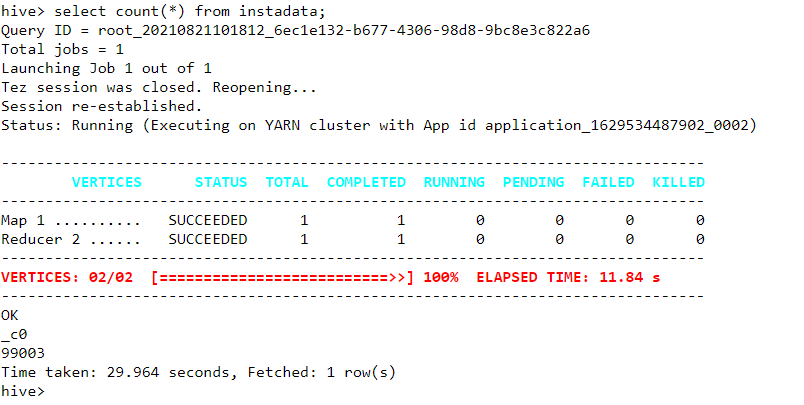 hive> select count(*) from instadata;
Query ID = root_20210821101812_6ec1e132-b677-4306-98d8-9bc8e3c822a6
Total jobs = 1
Launching Job 1 out of 1
Tez session was closed. Reopening...
Session re-established.
Status: Running (Executing on YARN cluster with App id application_1629534487902_0002)
--------------------------------------------------------------------------------
VERTICES STATUS TOTAL COMPLETED RUNNING PENDING FAILED KILLED
--------------------------------------------------------------------------------
Map 1 .......... SUCCEEDED 1 1 0 0 0 0
Reducer 2 ...... SUCCEEDED 1 1 0 0 0 0
--------------------------------------------------------------------------------
VERTICES: 02/02 [==========================>>] 100% ELAPSED TIME: 11.84 s
--------------------------------------------------------------------------------
OK
_c0
99003
Time taken: 29.964 seconds, Fetched: 1 row(s)
hive>